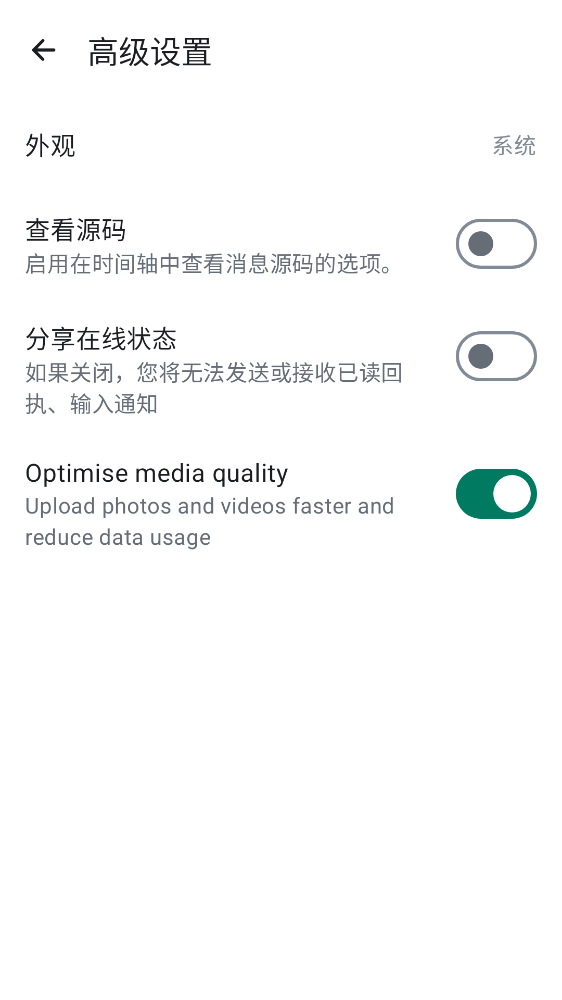 高级设置
外观
系统
查看源码
启用在时间轴中查看消息源码的选项。
分享在线状态
如果关闭，您将无法发送或接收已读回
执、输入通知
Optimise media quality
Upload photos and videos faster and
reduce data usage